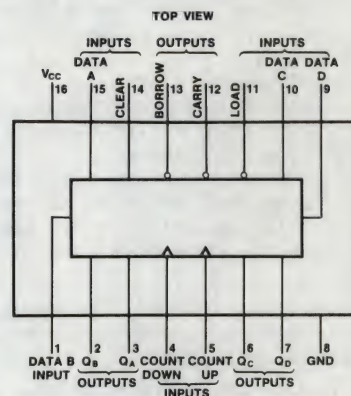 TOP VIEW
INPUTS OUTPUTS INPUTS
DATA DATA DATA
VCC A CLEAR BORROW CARRY LOAD C D
16 15 14 13 12 11 10 9
1 2 3 4 5 6 7 8
DATA B QB QA COUNT COUNT QC QD GND
INPUT OUTPUTS DOWN UP OUTPUTS
INPUTS